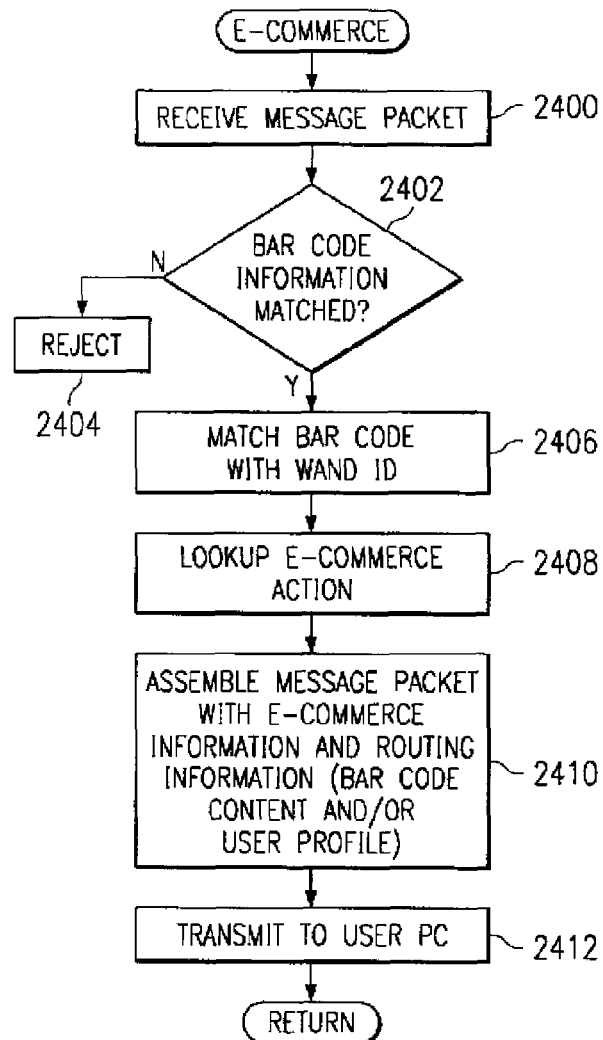 E-COMMERCE
RECEIVE MESSAGE PACKET
2400
2402
BAR CODE
INFORMATION
MATCHED?
N
REJECT
2404
Y
MATCH BAR CODE
WITH WAND ID
2406
LOOKUP E-COMMERCE
ACTION
2408
ASSEMBLE MESSAGE PACKET
WITH E-COMMERCE
INFORMATION AND ROUTING
INFORMATION (BAR CODE
CONTENT AND/OR
USER PROFILE)
2410
TRANSMIT TO USER PC
2412
RETURN